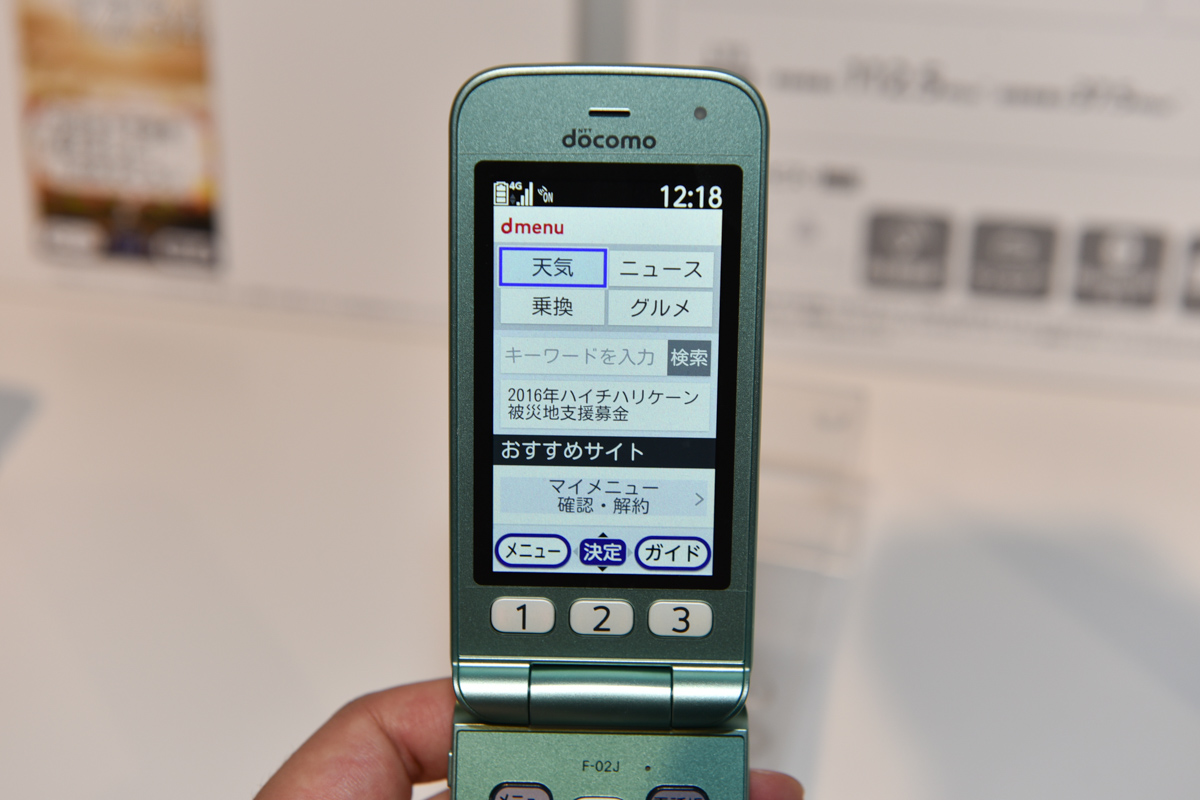 NTT
docomo
4G
ON
12:18
dmenu
天気
ニュース
乗換
グルメ
キーワードを入力
検索
2016年ハイチハリケーン
被災地支援募金
おすすめサイト
マイメニュー
確認・解約
メニュー
決定
ガイド
1
2
3
F-02J
メニュー